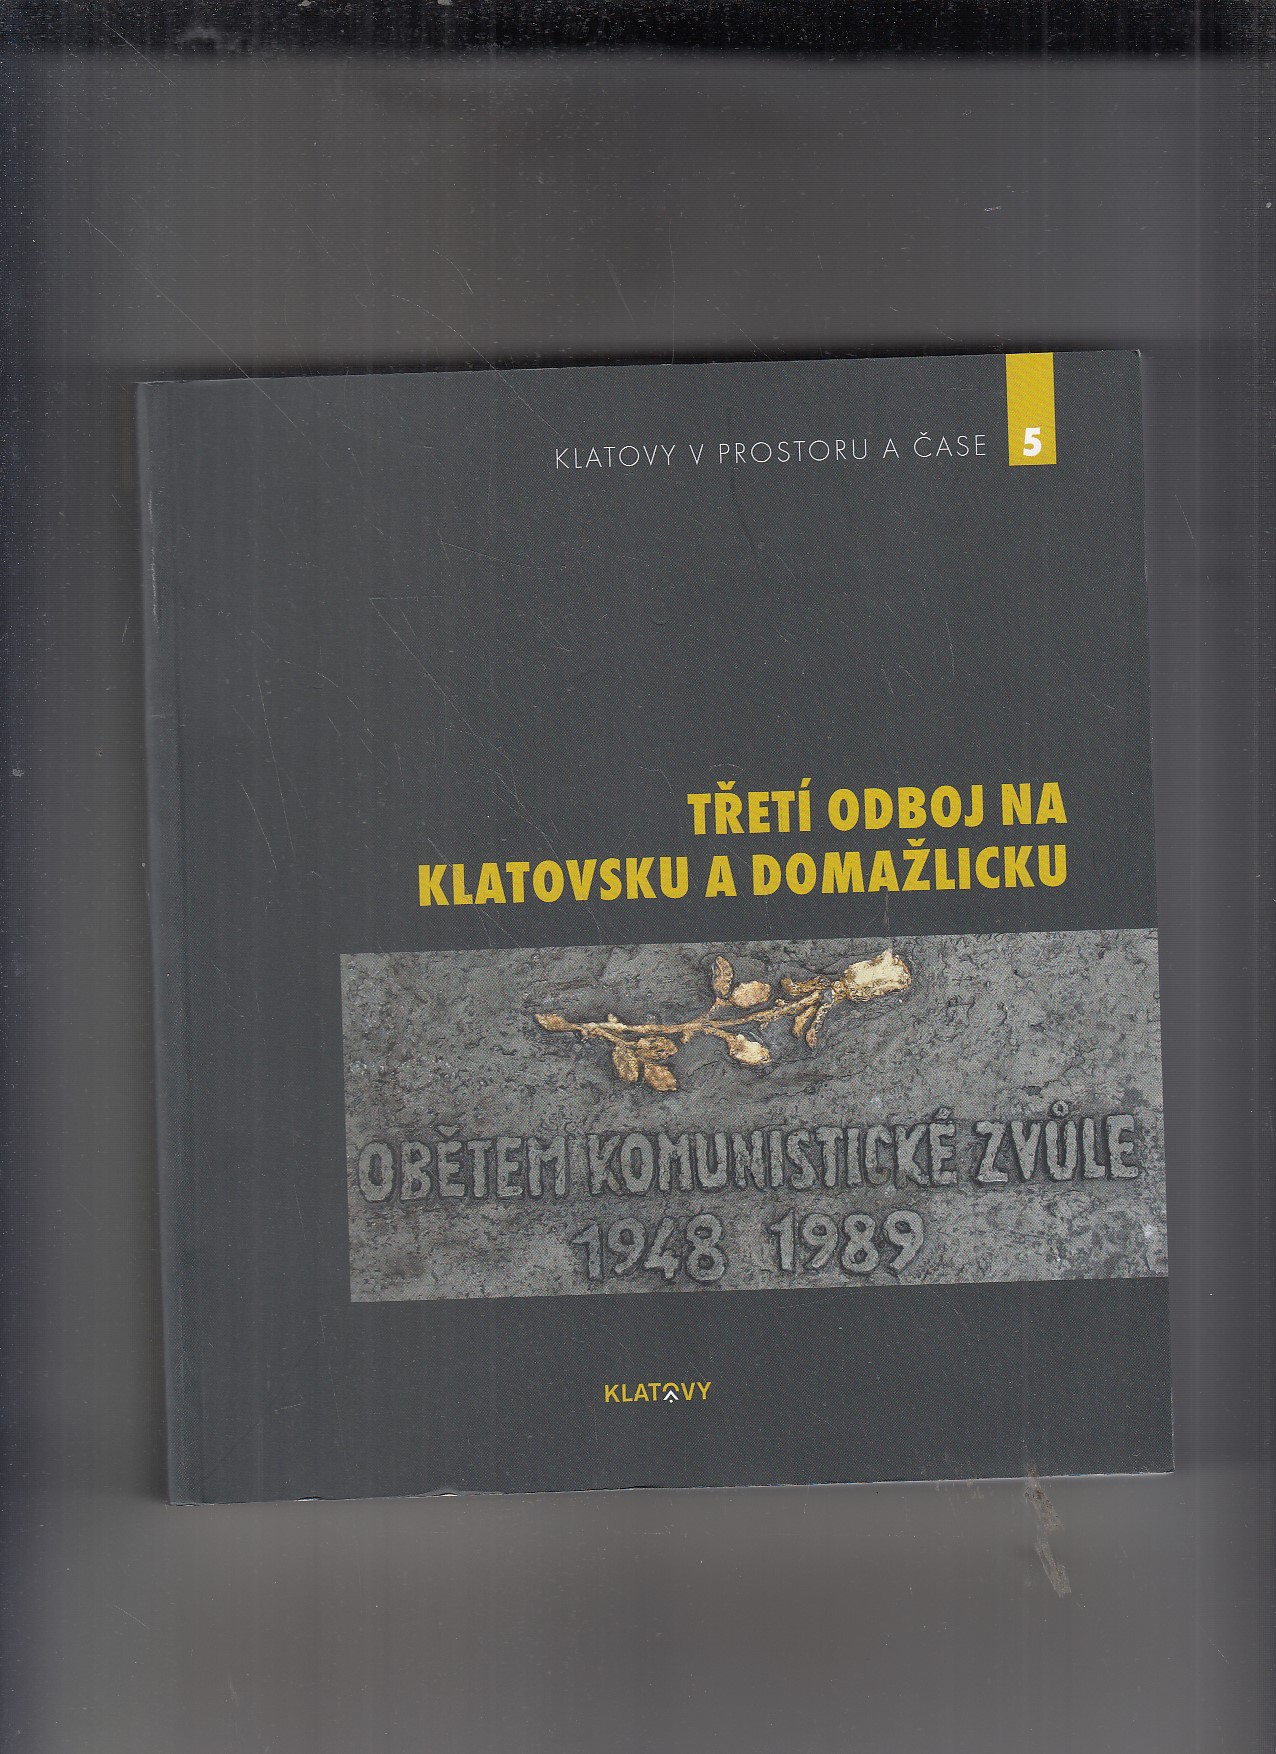 KLATOVY V PROSTORU A ČASE 5
TŘETÍ ODBOJ NA
KLATOVSKU A DOMAŽLICKU
OBĚTEM KOMUNISTICKÉ ZVŮLE
1948 1989
KLATOVY